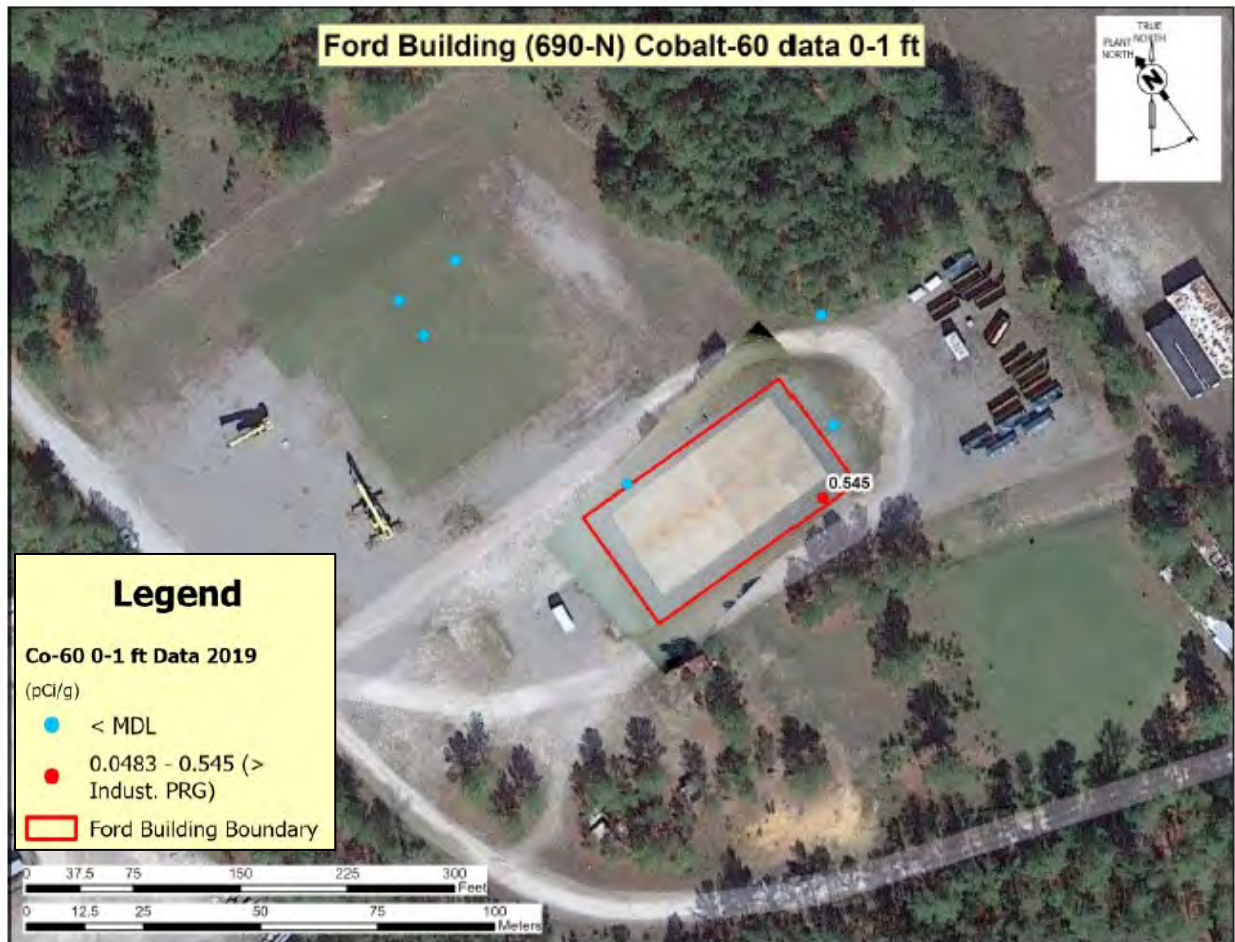 Ford Building (690-N) Cobalt-60 data 0-1 ft
TRUE
NORTH
PLANT
NORTH
N
0.545
Legend
Co-60 0-1 ft Data 2019
(pCi/g)
< MDL
0.0483 - 0.545 (>
Indust. PRG)
Ford Building Boundary
0 37.5 75 150 225 300
Feet
0 12.5 25 50 75 100
Meters